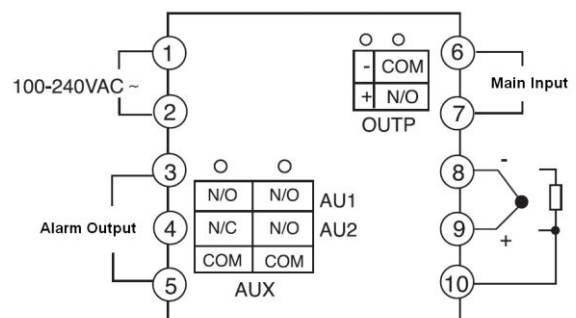 1
100-240VAC ~
2
3
Alarm Output
4
5
N/O N/O AU1
N/C N/O AU2
COM COM
AUX
- COM
+ N/O
OUTP
6
Main Input
7
8 -
9 +
10